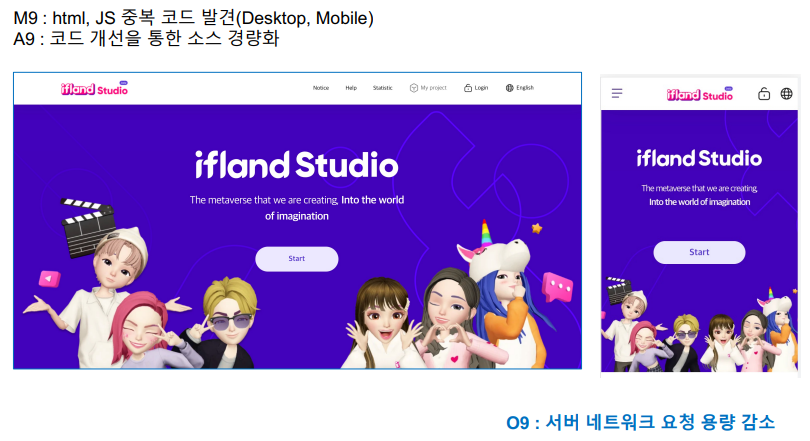 M9 : html, JS 중복 코드 발견(Desktop, Mobile)
A9 : 코드 개선을 통한 소스 경량화
ifland Studio
Notice
Help
Statistic
My project
Login
English
ifland Studio
The metaverse that we are creating, Into the world
of imagination
Start
ifland Studio
ifland Studio
The metaverse that we are creating,
Into the world of imagination
Start
O9 : 서버 네트워크 요청 용량 감소